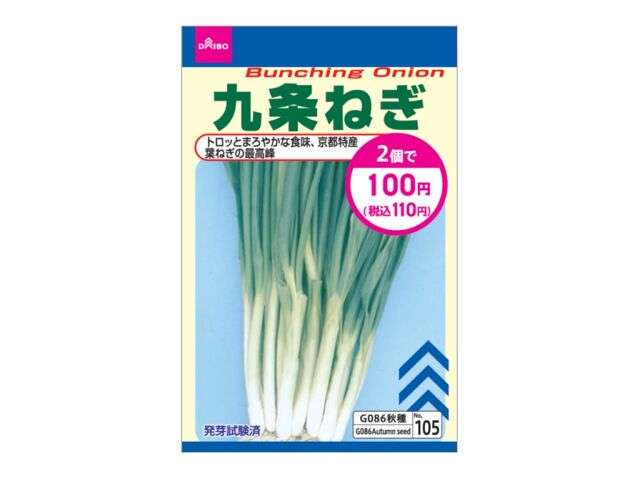 DAISO
Bunching Onion
九条ねぎ
トロッとまろやかな食味、京都特産
葉ねぎの最高峰
2個で
100円
(税込110円)
G086秋種
G086Autumn seed
No.
105
発芽試験済